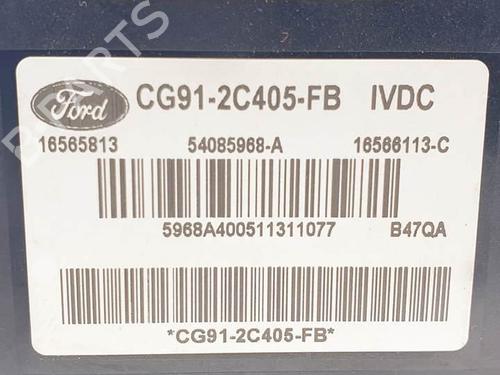 Ford CG91-2C405-FB IVDC
16565813 54085968-A 16566113-C
5968A400511311077 B47QA
*CG91-2C405-FB*